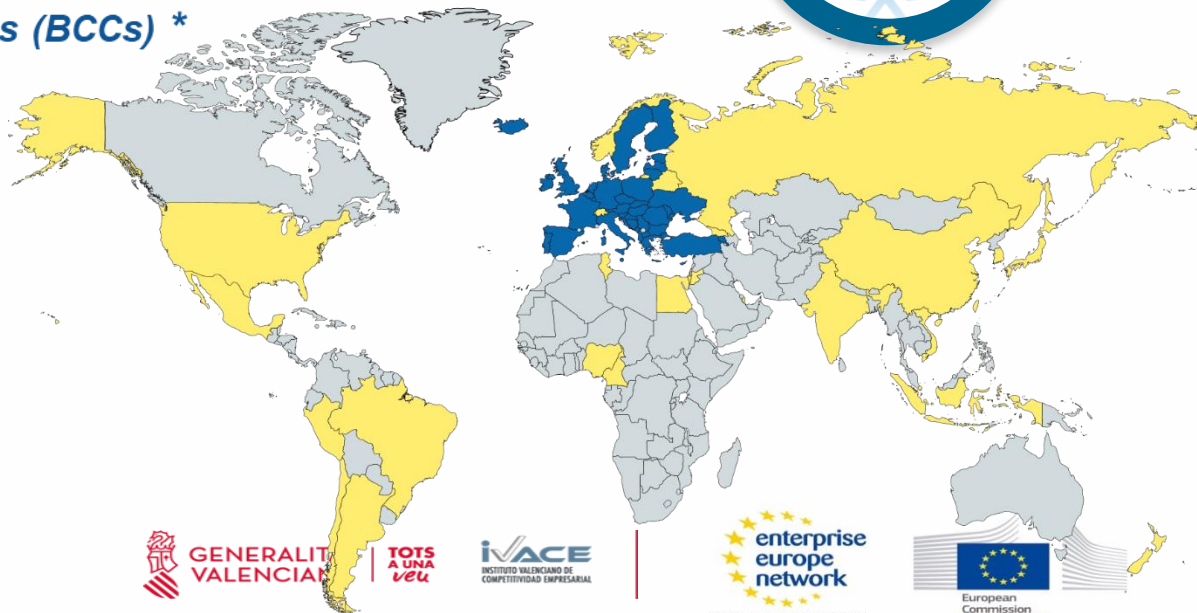 s (BCCs) *
GENERALIT
VALENCIAN
TOTS
A UNA
veu
iVACE
INSTITUTO VALENCIANO DE
COMPETITIVIDAD EMPRESARIAL
enterprise
europe
network
European
Commission